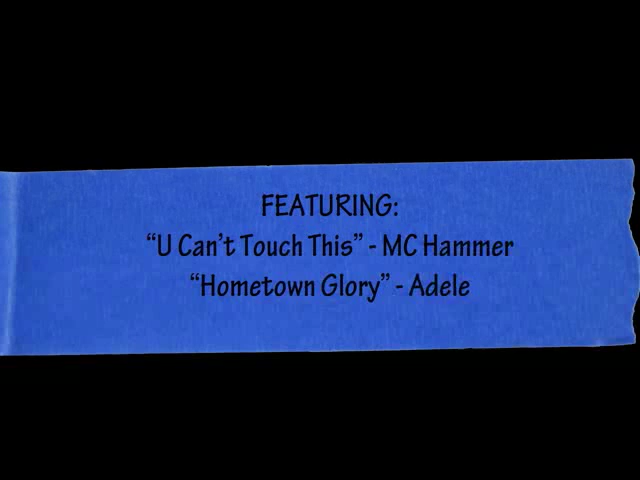 FEATURING:
“U Can’t Touch This” - MC Hammer
“Hometown Glory” - Adele